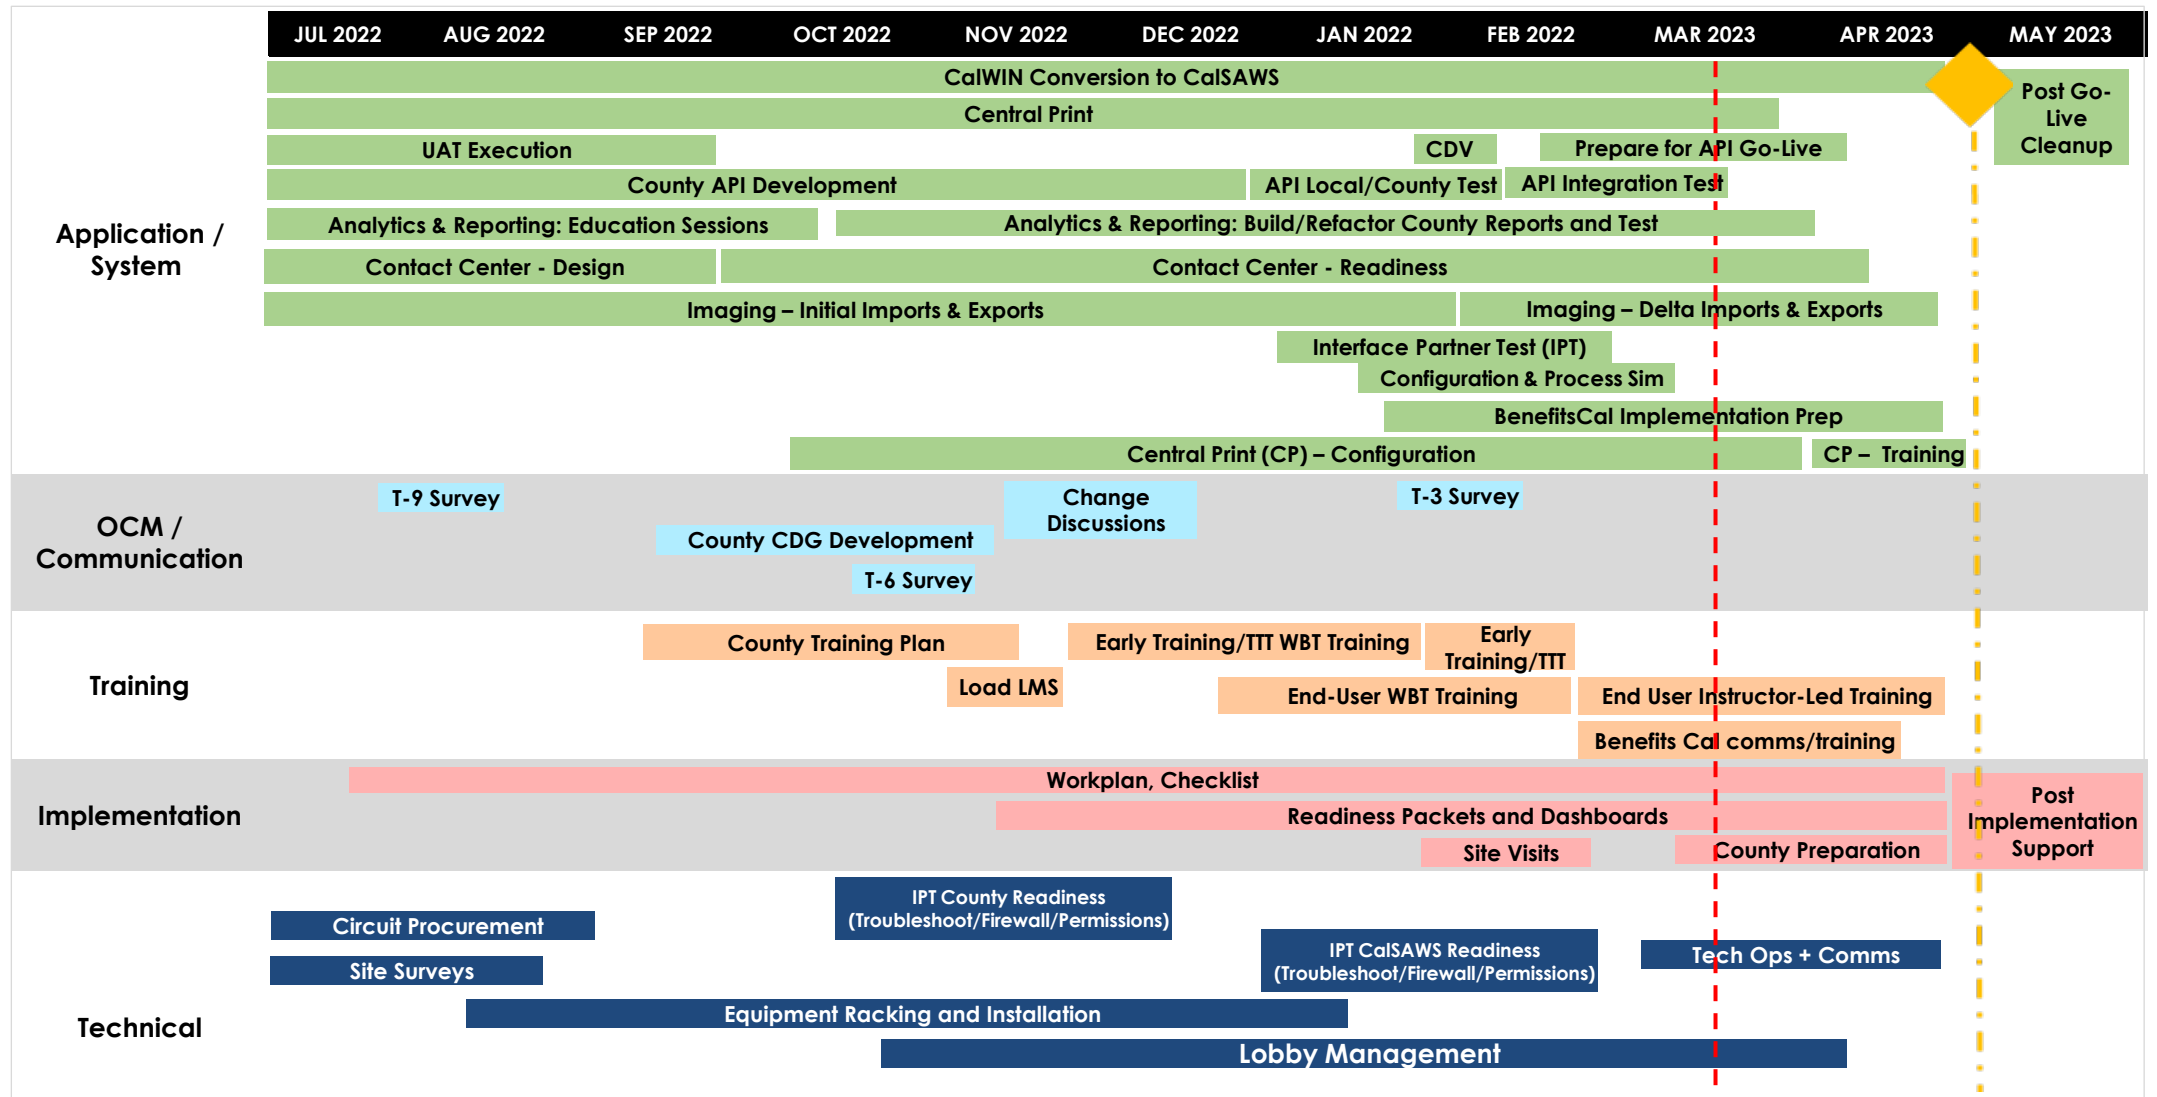 JUL 2022 AUG 2022 SEP 2022 OCT 2022 NOV 2022 DEC 2022 JAN 2022 FEB 2022 MAR 2023 APR 2023 MAY 2023
Application /
System
CalWIN Conversion to CalSAWS
Post Go-
Live
Cleanup
Central Print
UAT Execution
CDV
Prepare for API Go-Live
County API Development
API Local/County Test
API Integration Test
Analytics & Reporting: Education Sessions
Analytics & Reporting: Build/Refactor County Reports and Test
Contact Center - Design
Contact Center - Readiness
Imaging – Initial Imports & Exports
Imaging – Delta Imports & Exports
Interface Partner Test (IPT)
Configuration & Process Sim
BenefitsCal Implementation Prep
Central Print (CP) – Configuration
CP – Training
OCM /
Communication
T-9 Survey
Change
Discussions
T-3 Survey
County CDG Development
T-6 Survey
Training
County Training Plan
Early Training/TTT WBT Training
Early
Training/TTT
Load LMS
End-User WBT Training
End User Instructor-Led Training
Benefits Cal comms/training
Implementation
Workplan, Checklist
Post
Implementation
Support
Readiness Packets and Dashboards
Site Visits
County Preparation
Technical
IPT County Readiness
(Troubleshoot/Firewall/Permissions)
Circuit Procurement
IPT CalSAWS Readiness
(Troubleshoot/Firewall/Permissions)
Tech Ops + Comms
Site Surveys
Equipment Racking and Installation
Lobby Management